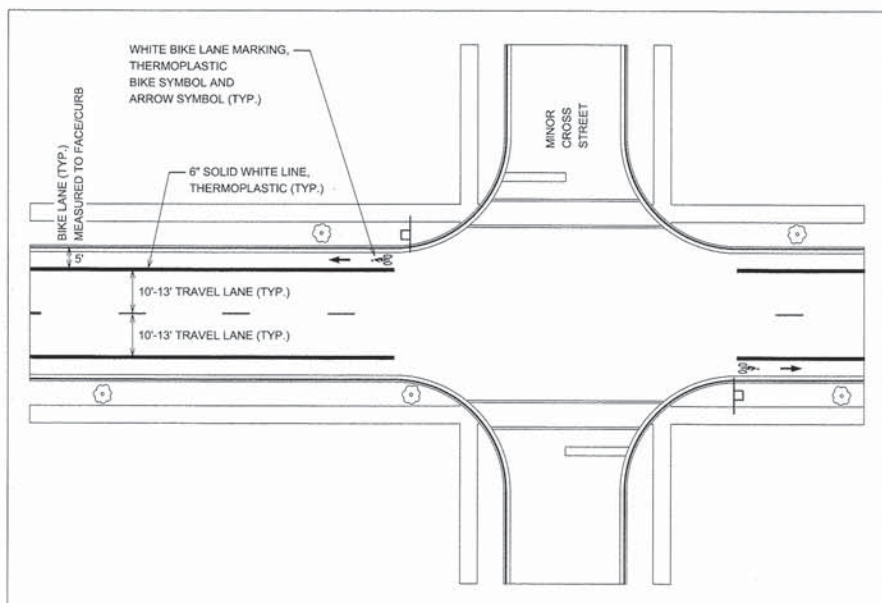 WHITE BIKE LANE MARKING,
THERMOPLASTIC
BIKE SYMBOL AND
ARROW SYMBOL (TYP.)
6" SOLID WHITE LINE,
THERMOPLASTIC (TYP.)
BIKE LANE (TYP.)
MEASURED TO FACE/CURB
5'
10'-13' TRAVEL LANE (TYP.)
10'-13' TRAVEL LANE (TYP.)
MINOR
CROSS
STREET